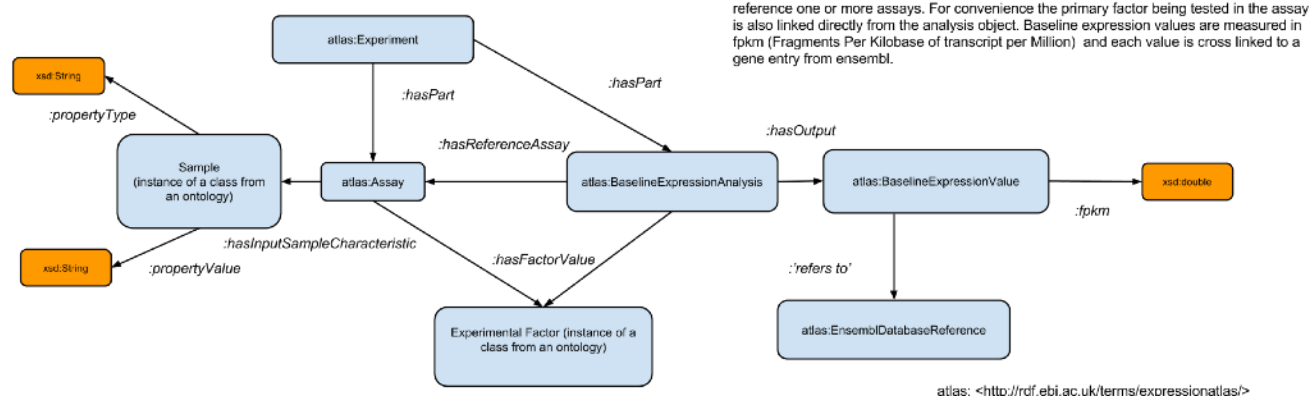 reference one or more assays. For convenience the primary factor being tested in the assay
is also linked directly from the analysis object. Baseline expression values are measured in
fpkm (Fragments Per Kilobase of transcript per Million)  and each value is cross linked to a
gene entry from ensembl.
atlas:Experiment
xsd:String
:propertyType
:hasPart
:hasPart
:hasOutput
:hasReferenceAssay
Sample
(instance of a class from
an ontology)
atlas:Assay
atlas:BaselineExpressionAnalysis
atlas:BaselineExpressionValue
xsd:double
:fpkm
:hasInputSampleCharacteristic
xsd:String
:propertyValue
:hasFactorValue
:'refers to'
Experimental Factor (instance of a
class from an ontology)
atlas:EnsemblDatabaseReference
atlas: <http://rdf.ebi.ac.uk/terms/expressionatlas/>